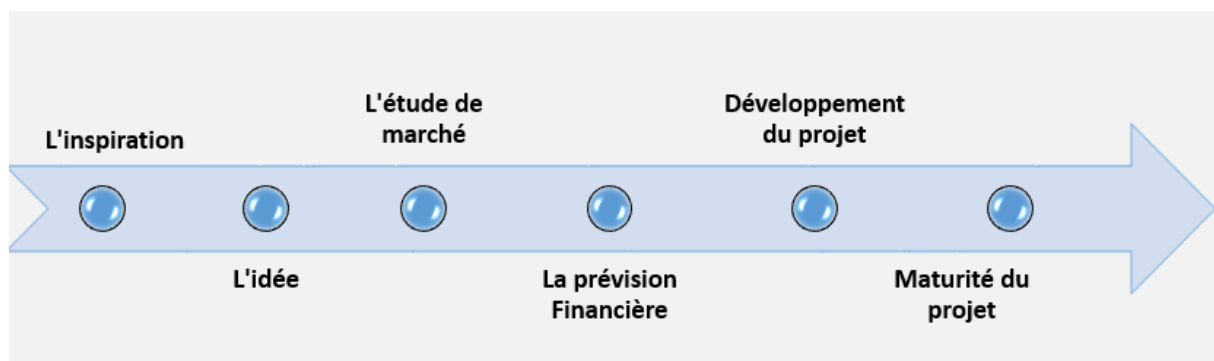 L'inspiration
L'idée
L'étude de
marché
La prévision
Financière
Développement
du projet
Maturité du
projet